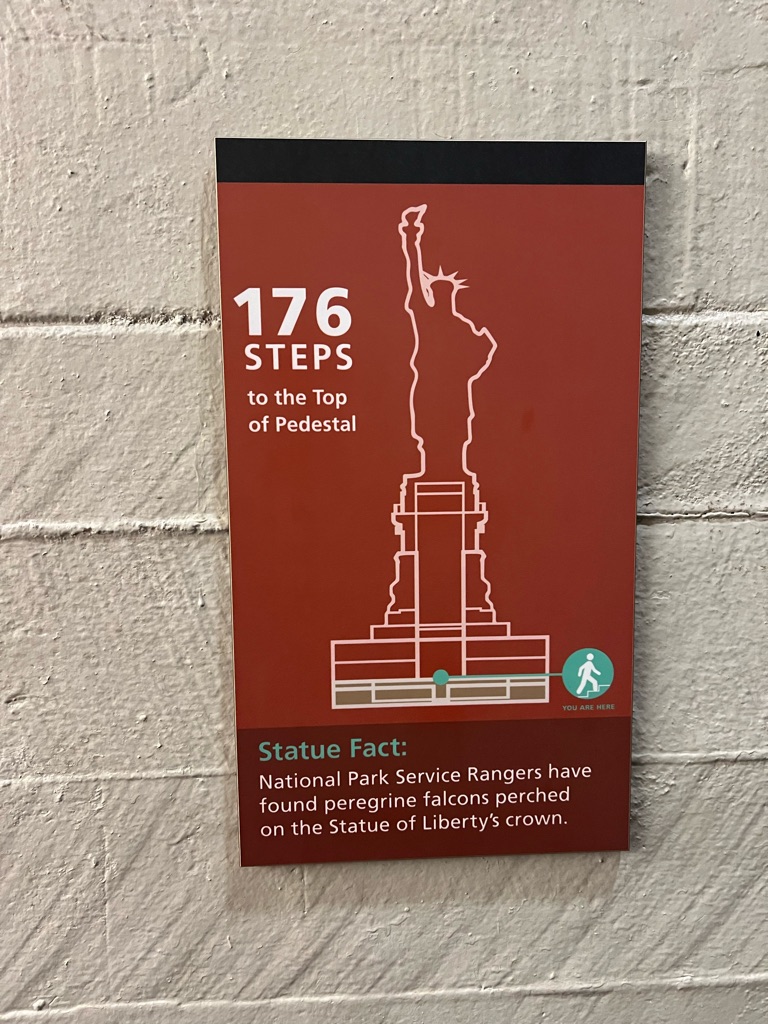 176
STEPS
to the Top
of Pedestal
YOU ARE HERE
Statue Fact:
National Park Service Rangers have
found peregrine falcons perched
on the Statue of Liberty's crown.